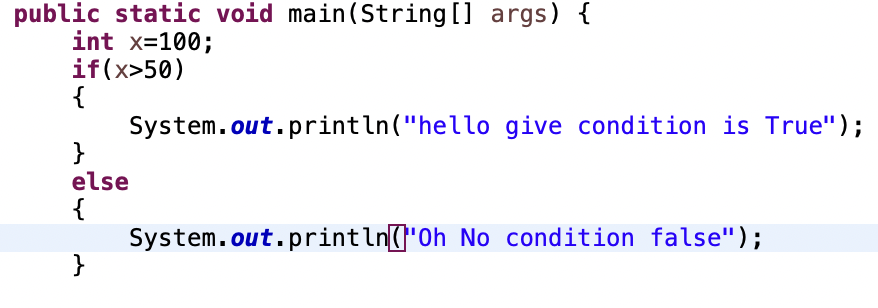 public static void main(String[] args) {
    int x=100;
    if(x>50)
    {
        System.out.println("hello give condition is True");
    }
    else
    {
        System.out.println("Oh No condition false");
    }